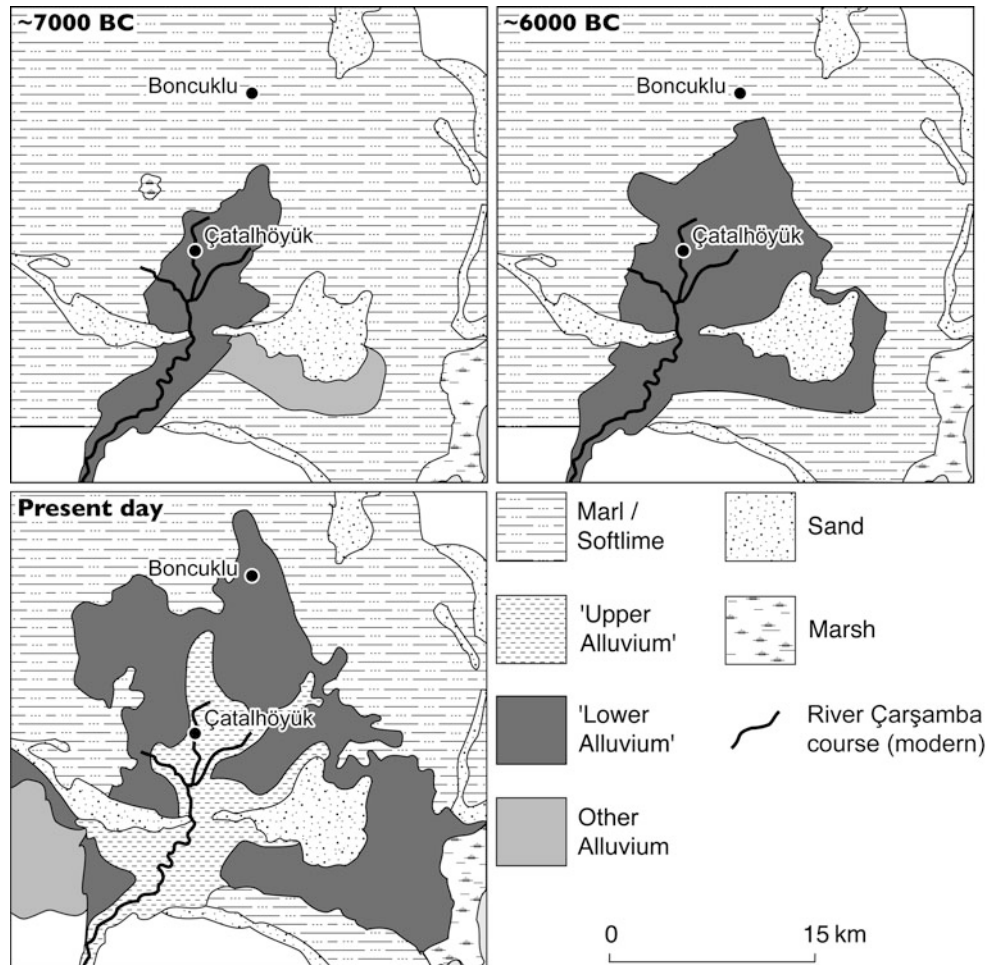 ~7000 BC
Boncuklu
Çatalhöyük
~6000 BC
Boncuklu
Çatalhöyük
Present day
Boncuklu
Çatalhöyük
Marl /
Softlime
Sand
'Upper
Alluvium'
Marsh
'Lower
Alluvium'
River Çarşamba
course (modern)
Other
Alluvium
0 15 km